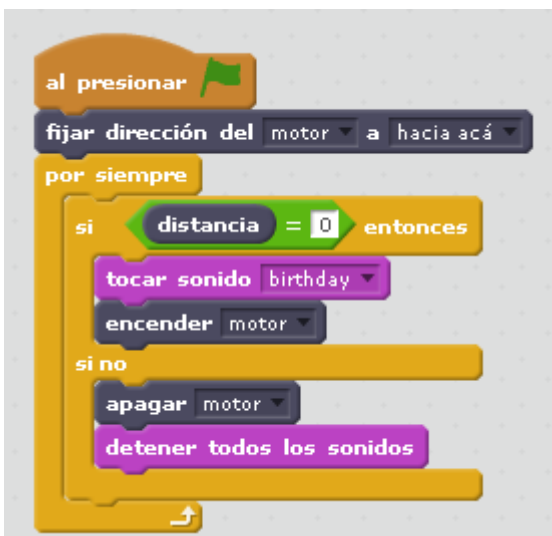 al presionar
fijar dirección del motor a hacia acá
por siempre
si distancia = 0 entonces
tocar sonido birthday
encender motor
si no
apagar motor
detener todos los sonidos